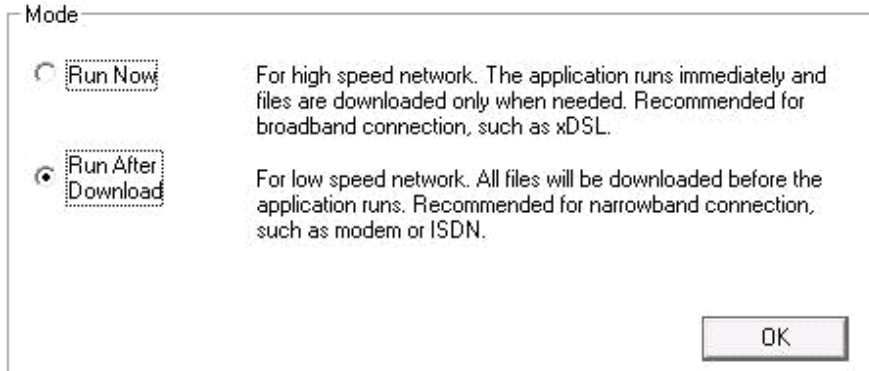 Mode
Run Now
For high speed network. The application runs immediately and
files are downloaded only when needed. Recommended for
broadband connection, such as xDSL.
Run After
Download
For low speed network. All files will be downloaded before the
application runs. Recommended for narrowband connection,
such as modem or ISDN.
OK